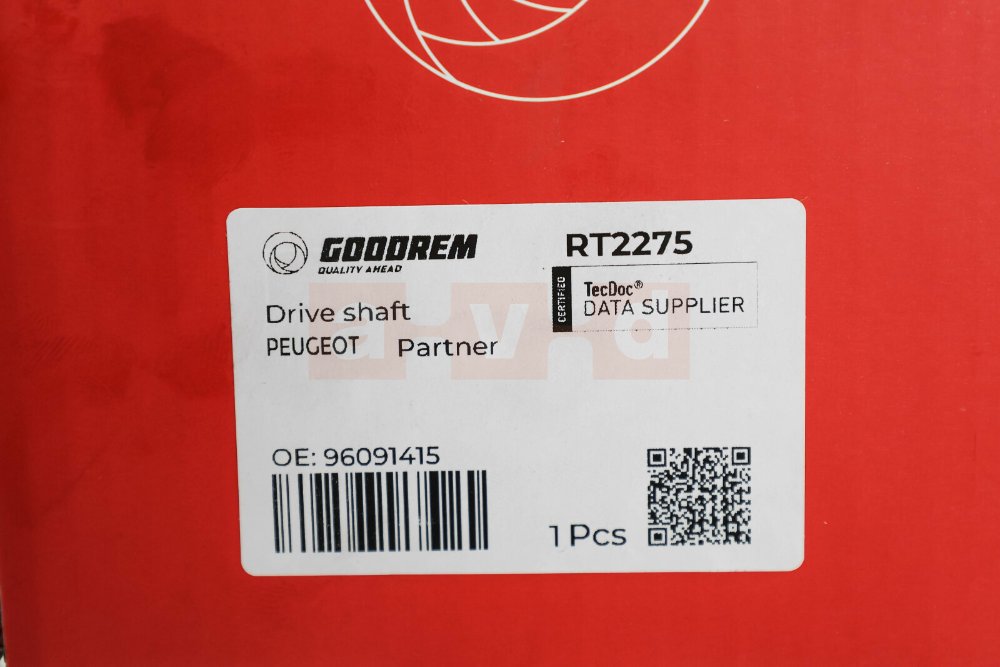 GOODREM
QUALITY AHEAD
RT2275
CERTIFIED
TecDoc®
DATA SUPPLIER
Drive shaft
PEUGEOT Partner
a-v-d
OE: 96091415
1 Pcs